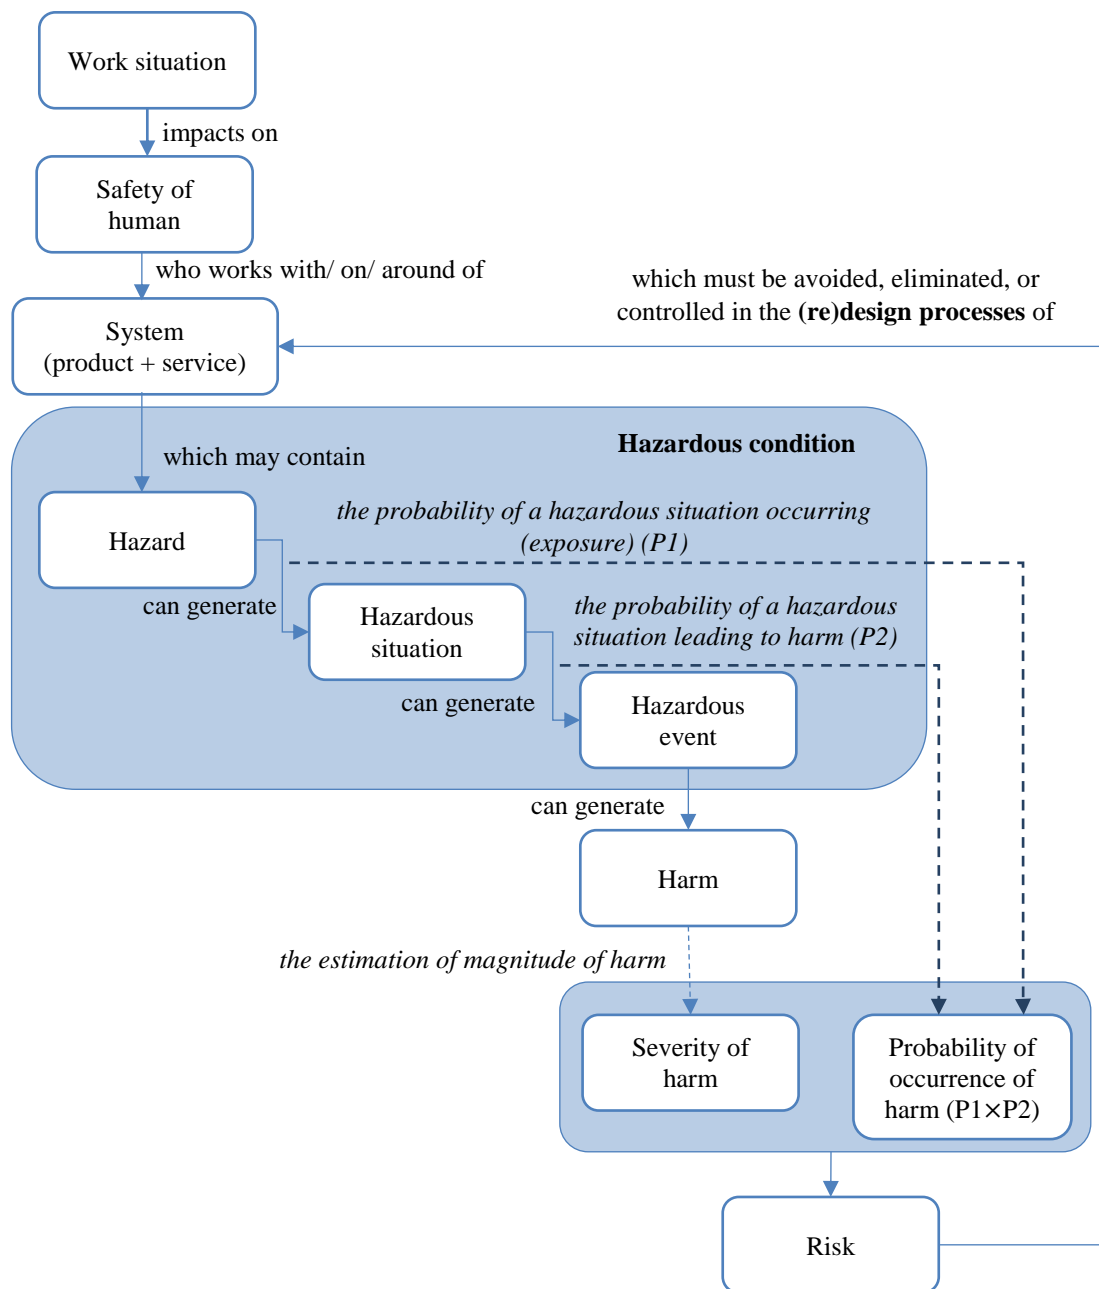 Work situation
impacts on
Safety of
human
who works with/ on/ around of
which must be avoided, eliminated, or
controlled in the (re)design processes of
System
(product + service)
Hazardous condition
which may contain
the probability of a hazardous situation occurring
(exposure) (P1)
Hazard
can generate
the probability of a hazardous
situation leading to harm (P2)
Hazardous
situation
can generate
Hazardous
event
can generate
Harm
the estimation of magnitude of harm
Severity of
harm
Probability of
occurrence of
harm (P1×P2)
Risk